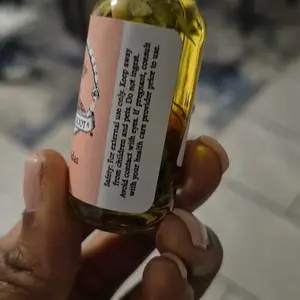 Safety: For external use only. Keep away
from children and pets. Do not ingest.
Avoid contact with eyes. If pregnant, consult
with your health care provider prior to use.